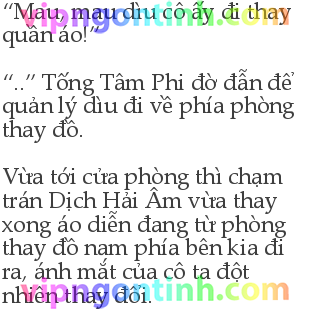 “Mau, mau dìu cô ấy đi thay
quần áo!”
“..” Tống Tâm Phi đờ đẫn để
quản lý dìu đi về phía phòng
thay đồ.
Vừa tới cửa phòng thì chạm
trán Dịch Hải Âm vừa thay
xong áo diễn đang từ phòng
thay đồ nam phía bên kia đi
ra, ánh mắt của cô ta đột
nhiên thay đổi.
vipngontinh.com
vipngontinh.com